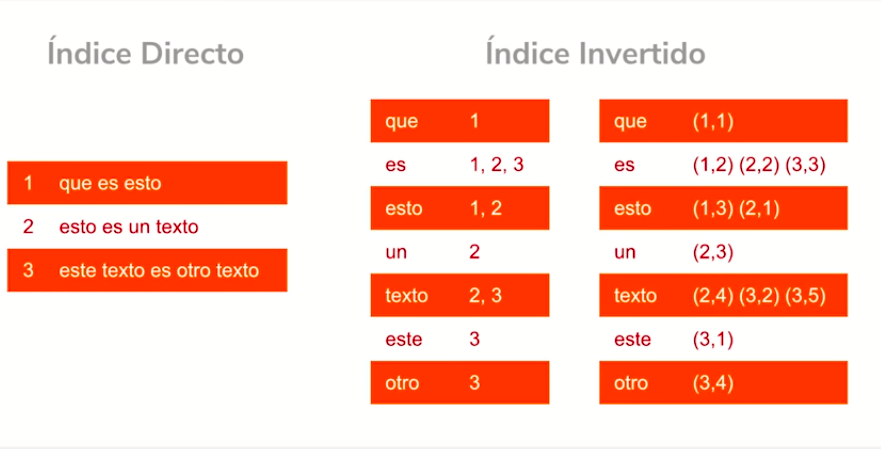 Índice Directo
1 que es esto
2 esto es un texto
3 este texto es otro texto
Índice Invertido
que 1
es 1, 2, 3
esto 1, 2
un 2
texto 2, 3
este 3
otro 3
que (1,1)
es (1,2) (2,2) (3,3)
esto (1,3) (2,1)
un (2,3)
texto (2,4) (3,2) (3,5)
este (3,1)
otro (3,4)